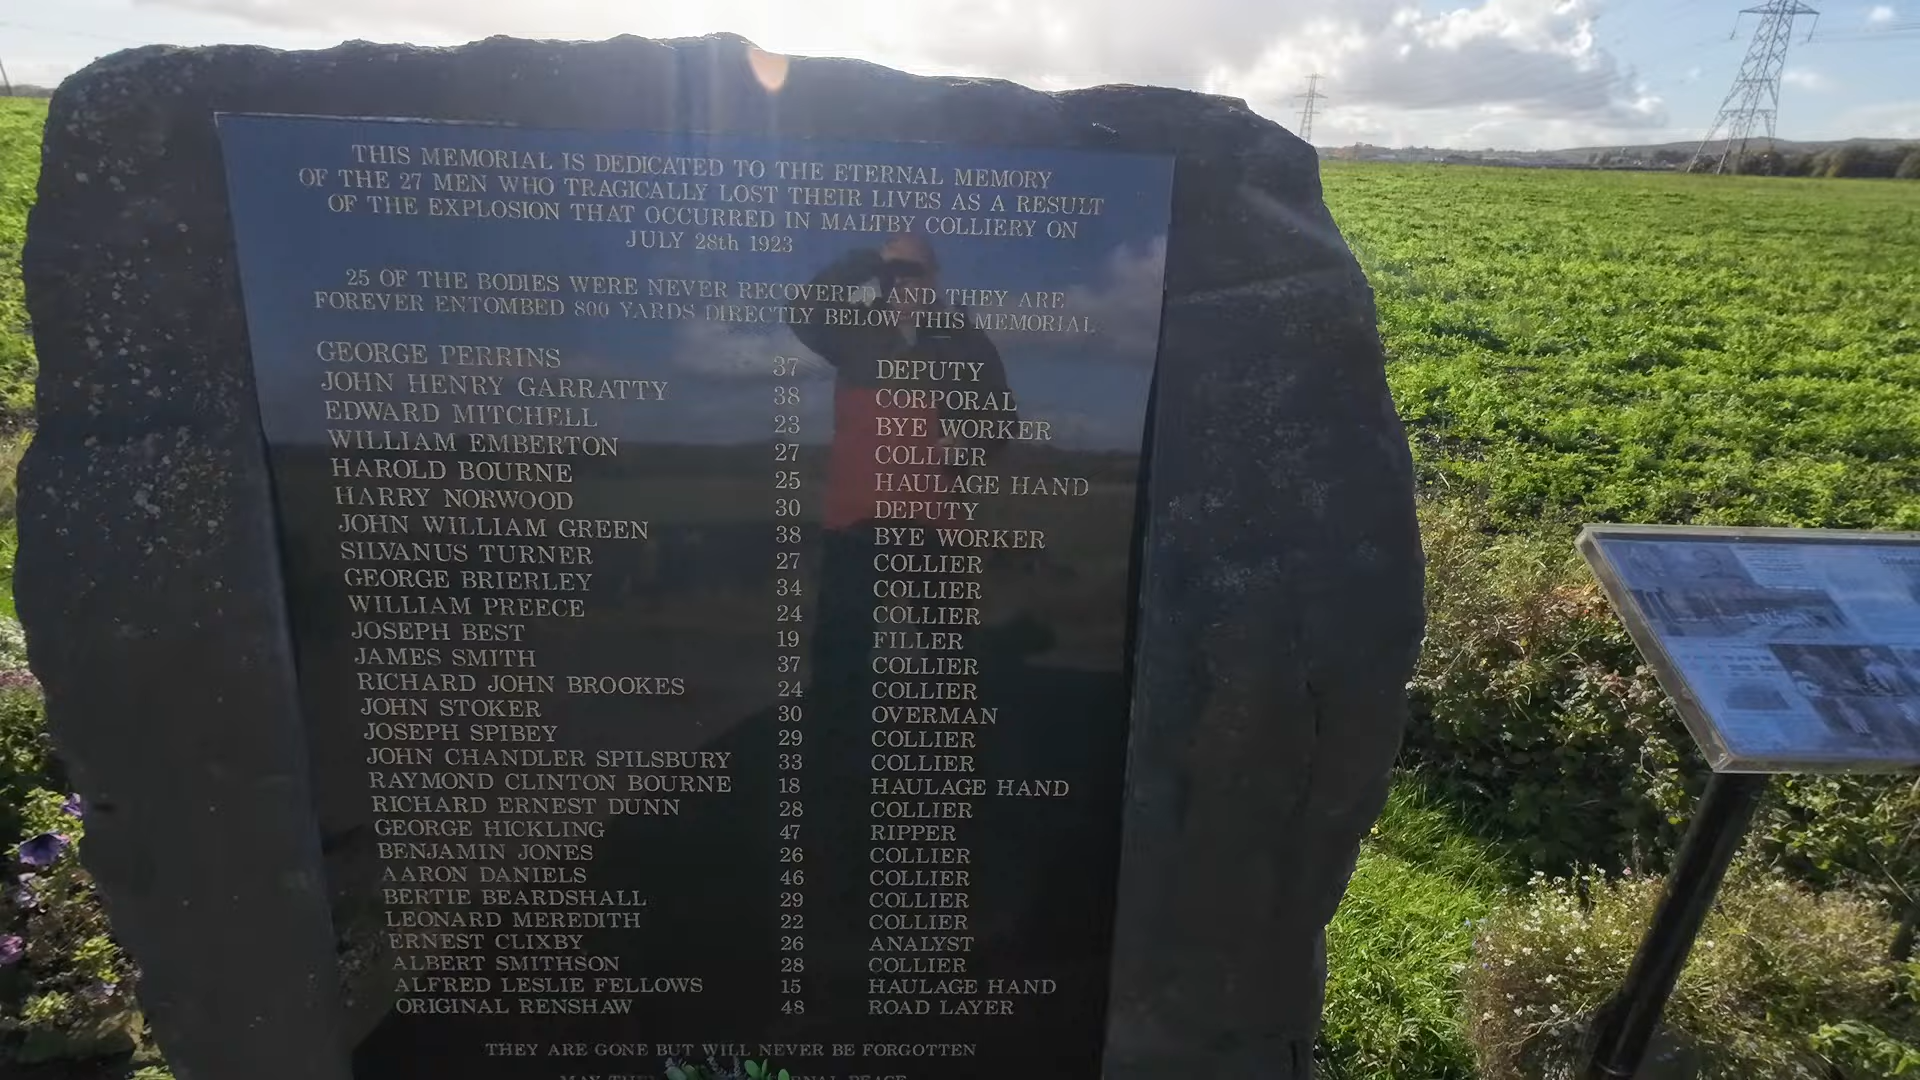 THIS MEMORIAL IS DEDICATED TO THE ETERNAL MEMORY
OF THE 27 MEN WHO TRAGICALLY LOST THEIR LIVES AS A RESULT
OF THE EXPLOSION THAT OCCURRED IN MALTBY COLLIERY ON
JULY 28th 1923
25 OF THE BODIES WERE NEVER RECOVERED AND THEY ARE
FOREVER ENTOMBED 800 YARDS DIRECTLY BELOW THIS MEMORIAL
GEORGE PERRINS 37 DEPUTY
JOHN HENRY GARRATTY 38 CORPORAL
EDWARD MITCHELL 23 BYE WORKER
WILLIAM EMBERTON 27 COLLIER
HAROLD BOURNE 25 HAULAGE HAND
HARRY NORWOOD 30 DEPUTY
JOHN WILLIAM GREEN 38 BYE WORKER
SILVANUS TURNER 27 COLLIER
GEORGE BRIERLEY 34 COLLIER
WILLIAM PREECE 24 COLLIER
JOSEPH BEST 19 FILLER
JAMES SMITH 37 COLLIER
RICHARD JOHN BROOKES 24 COLLIER
JOHN STOKER 30 OVERMAN
JOSEPH SPIBEY 29 COLLIER
JOHN CHANDLER SPILSBURY 33 COLLIER
RAYMOND CLINTON BOURNE 18 HAULAGE HAND
RICHARD ERNEST DUNN 28 COLLIER
GEORGE HICKLING 47 RIPPER
BENJAMIN JONES 26 COLLIER
AARON DANIELS 46 COLLIER
BERTIE BEARDSHALL 29 COLLIER
LEONARD MEREDITH 22 COLLIER
ERNEST CLIXBY 26 ANALYST
ALBERT SMITHSON 28 COLLIER
ALFRED LESLIE FELLOWS 15 HAULAGE HAND
ORIGINAL RENSHAW 48 ROAD LAYER
THEY ARE GONE BUT WILL NEVER BE FORGOTTEN
MAY PEACE